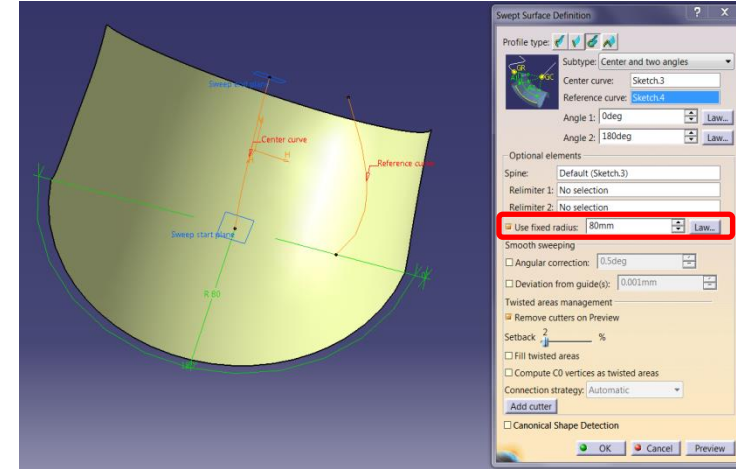 Swept Surface Definition
? X
Profile type:
Subtype: Center and two angles
Center curve: Sketch.3
Reference curve: Sketch.4
Angle 1: 0deg Law...
Angle 2: 180deg Law...
Optional elements
Spine: Default (Sketch.3)
Relimiter 1: No selection
Relimiter 2: No selection
Use fixed radius: 80mm Law...
Smooth sweeping
Angular correction: 0.5deg
Deviation from guide(s): 0.001mm
Twisted areas management
Remove cutters on Preview
Setback 2 %
Fill twisted areas
Compute C0 vertices as twisted areas
Connection strategy: Automatic
Add cutter
Canonical Shape Detection
OK Cancel Preview
GR
GC
Center curve
H
Reference
Sweep start plane
R 80